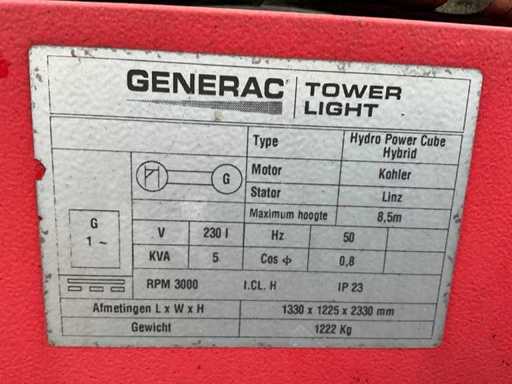 GENERAC TOWER LIGHT
Type Hydro Power Cube Hybrid
Motor Kohler
Stator Linz
Maximum hoogte 8,5m
G
G
1 ~
V 230 I Hz 50
KVA 5 Cos ϕ 0,8
RPM 3000 I.CL. H IP 23
Afmetingen L x W x H 1330 x 1225 x 2330 mm
Gewicht 1222 Kg